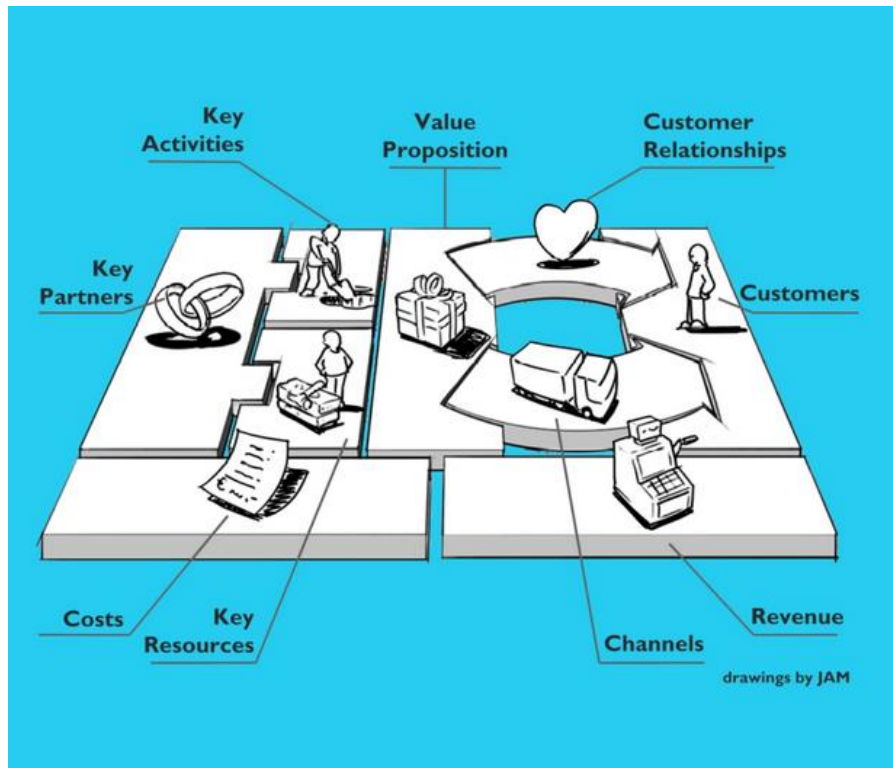 Key
Activities
Value
Proposition
Customer
Relationships
Key
Partners
Customers
Costs
Key
Resources
Channels
Revenue
drawings by JAM